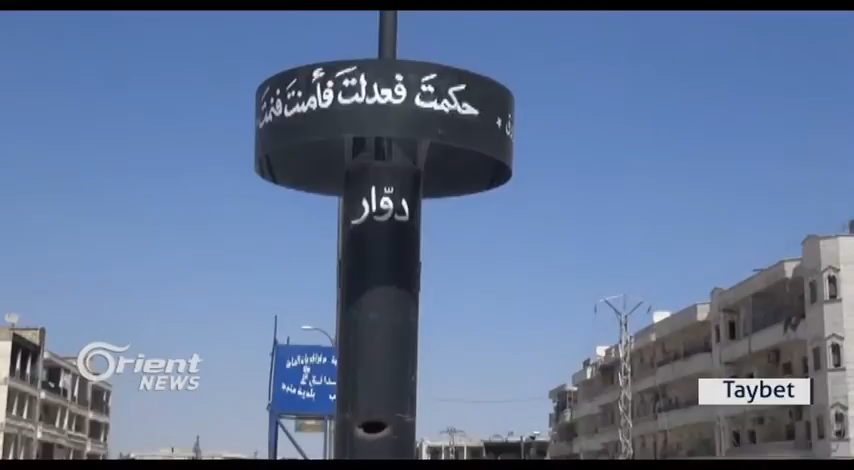 حكمتَ فعدلتَ فأمنتَ فنمتَ
دوّار
Orient
NEWS
Taybet